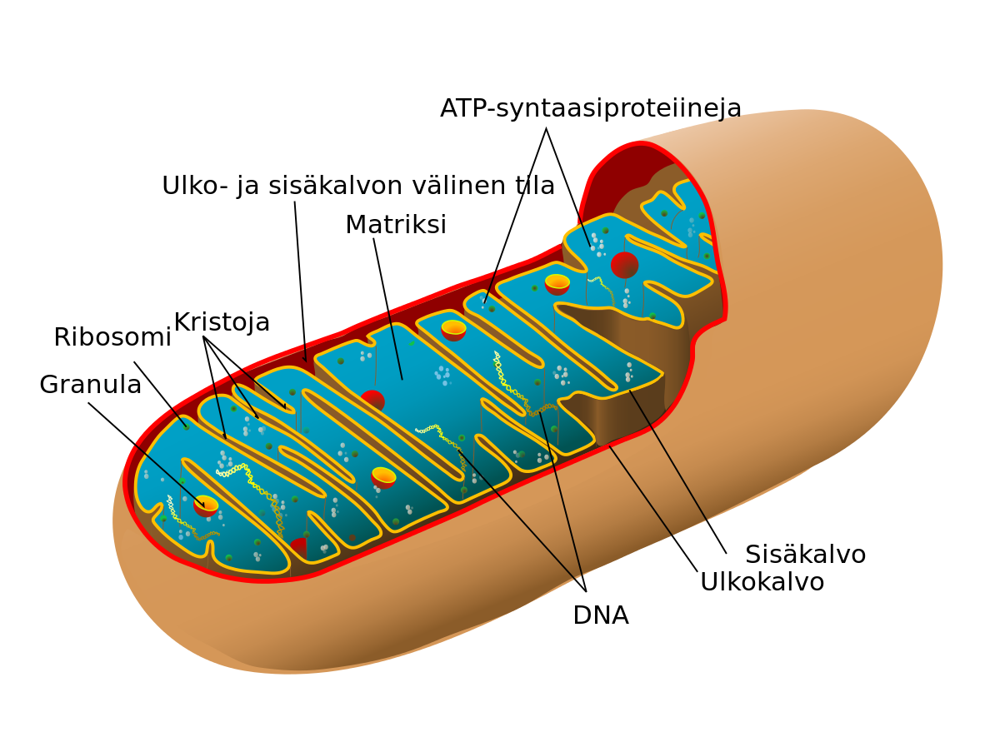 ATP-syntaasiproteiineja
Ulko- ja sisäkalvon välinen tila
Matriksi
Kristoja
Ribosomi
Granula
Sisäkalvo
Ulkokalvo
DNA